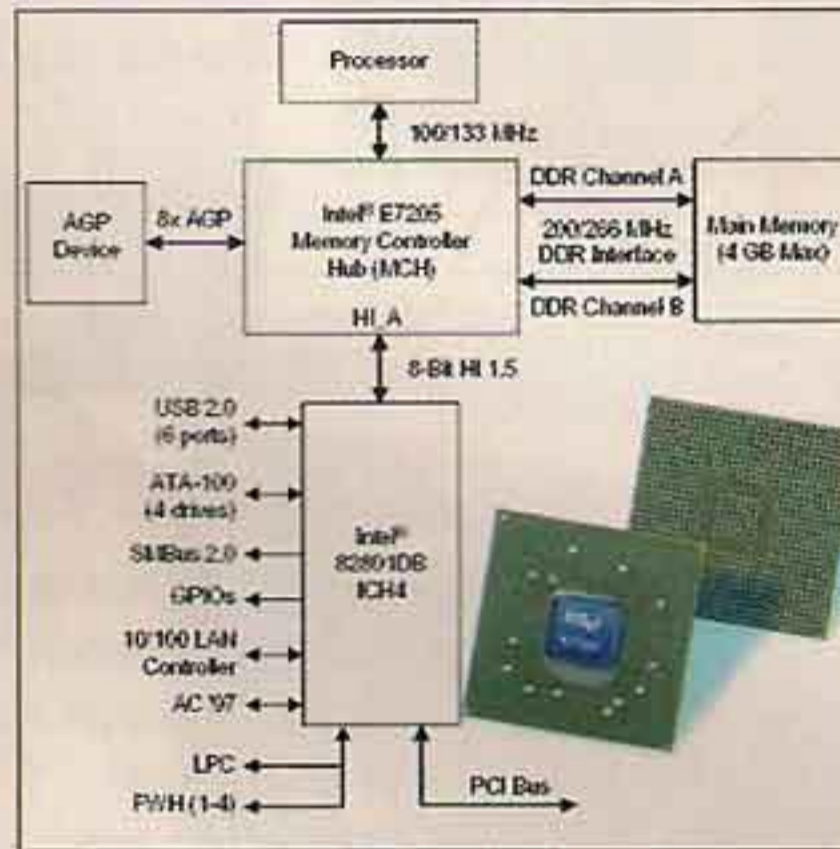 Processor
100/133 MHz
AGP
Device
8x AGP
Intel® E7205
Memory Controller
Hub (MCH)
HI_A
DDR Channel A
200/266 MHz
DDR Interface
DDR Channel B
Main Memory
(4 GB Max)
8-Bit HI 1.5
USB 2.0
(6 ports)
ATA-100
(4 drives)
SMBus 2.0
GPIOs
10/100 LAN
Controller
AC '97
LPC
FWH (1-4)
Intel®
82801DB
ICH4
PCI Bus